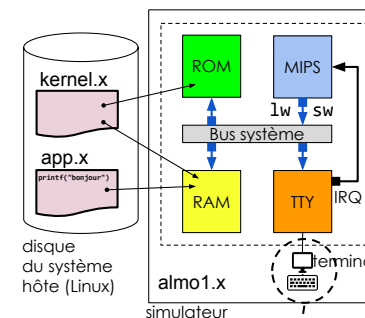 kernel.x
app.x
printf("bonjour")
disque
du système
hôte (Linux)
ROM
MIPS
lw sw
Bus système
RAM
TTY
IRQ
almo1.x
simulateur